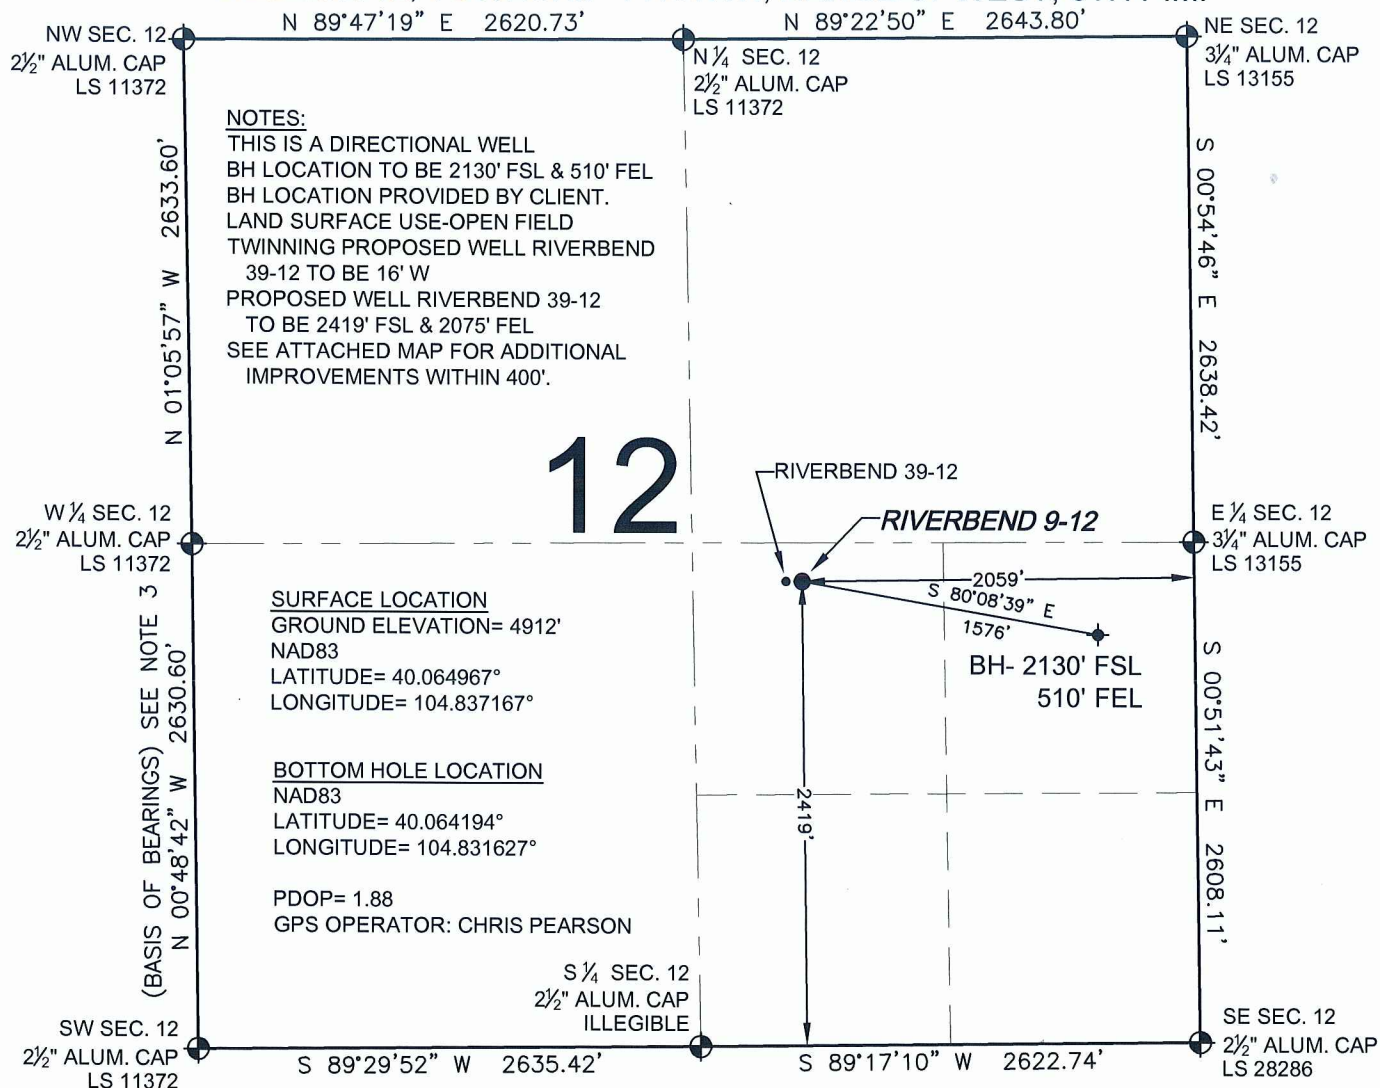 N 89°47'19" E 2620.73'
N 89°22'50" E 2643.80'
NW SEC. 12
2½" ALUM. CAP
LS 11372
N ¼ SEC. 12
2½" ALUM. CAP
LS 11372
NE SEC. 12
3¼" ALUM. CAP
LS 13155
NOTES:
THIS IS A DIRECTIONAL WELL
BH LOCATION TO BE 2130' FSL & 510' FEL
BH LOCATION PROVIDED BY CLIENT.
LAND SURFACE USE-OPEN FIELD
TWINNING PROPOSED WELL RIVERBEND
39-12 TO BE 16' W
PROPOSED WELL RIVERBEND 39-12
TO BE 2419' FSL & 2075' FEL
SEE ATTACHED MAP FOR ADDITIONAL
IMPROVEMENTS WITHIN 400'.
N 01°05'57" W 2633.60'
S 00°54'46" E 2638.42'
12
RIVERBEND 39-12
RIVERBEND 9-12
W ¼ SEC. 12
2½" ALUM. CAP
LS 11372
E ¼ SEC. 12
3¼" ALUM. CAP
LS 13155
2059'
S 80°08'39" E
1576'
BH- 2130' FSL
510' FEL
SURFACE LOCATION
GROUND ELEVATION= 4912'
NAD83
LATITUDE= 40.064967°
LONGITUDE= 104.837167°
BOTTOM HOLE LOCATION
NAD83
LATITUDE= 40.064194°
LONGITUDE= 104.831627°
PDOP= 1.88
GPS OPERATOR: CHRIS PEARSON
(BASIS OF BEARINGS) SEE NOTE 3
N 00°48'42" W 2630.60'
2419'
S 00°51'43" E 2608.11'
S ¼ SEC. 12
2½" ALUM. CAP
ILLEGIBLE
SW SEC. 12
2½" ALUM. CAP
LS 11372
S 89°29'52" W 2635.42'
S 89°17'10" W 2622.74'
SE SEC. 12
2½" ALUM. CAP
LS 28286